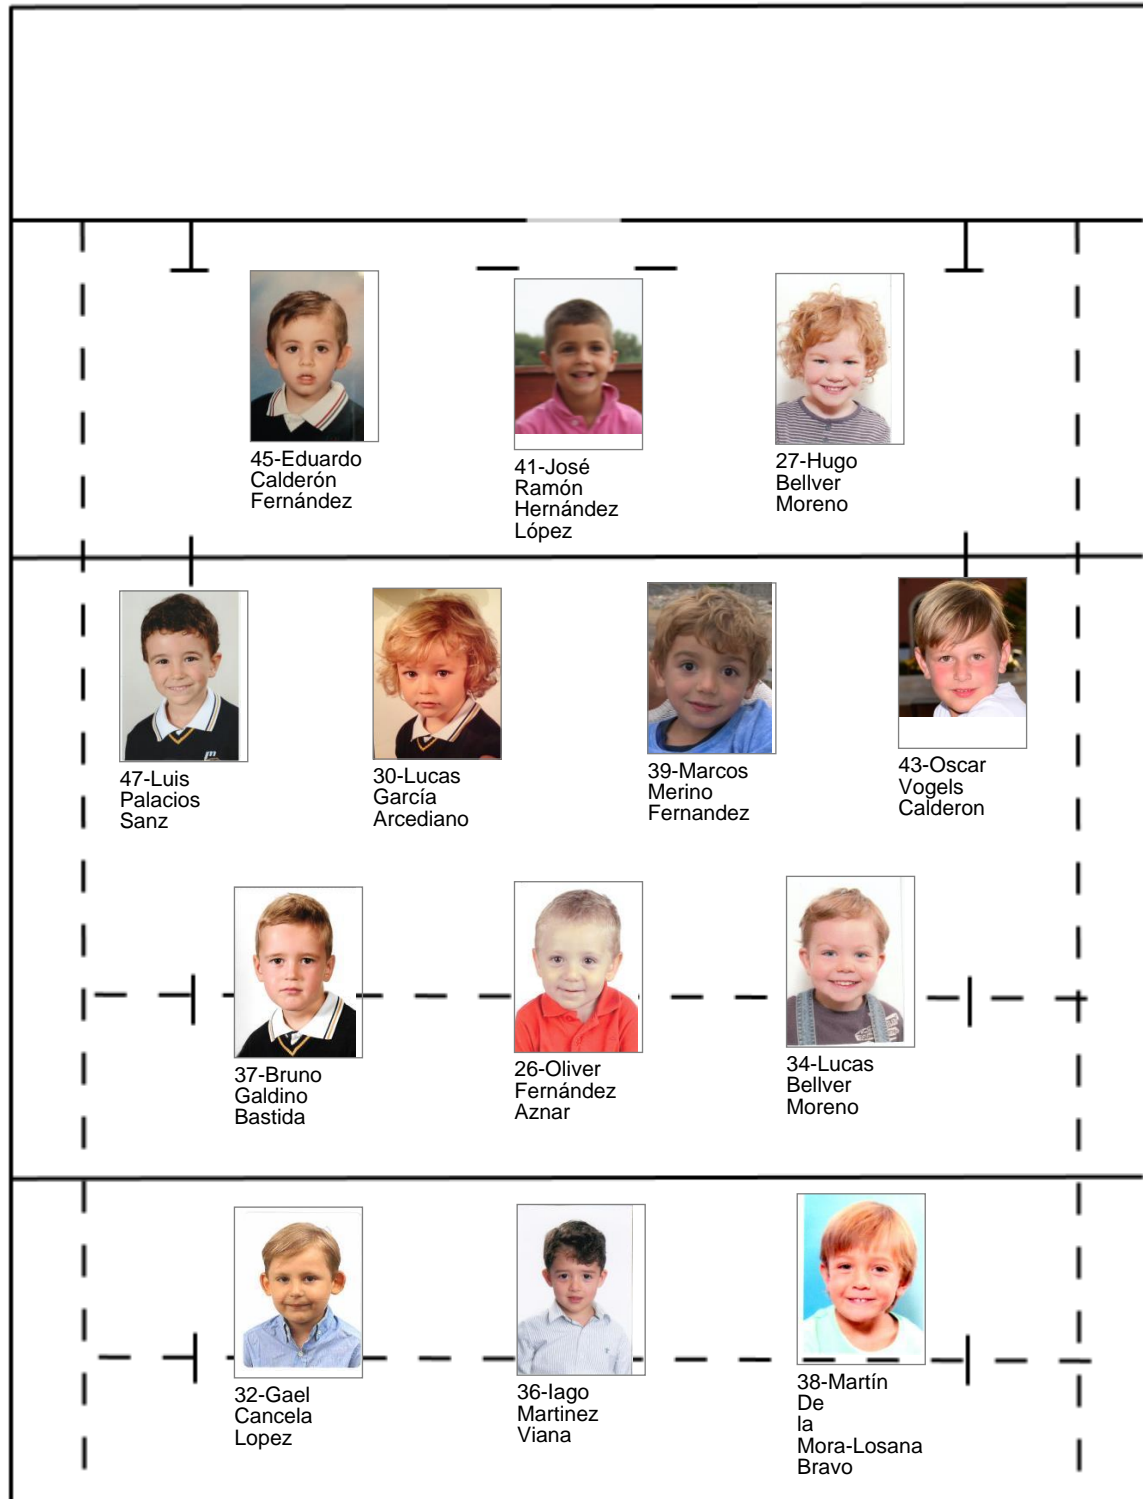 45-Eduardo
Calderón
Fernández
41-José
Ramón
Hernández
López
27-Hugo
Bellver
Moreno
47-Luis
Palacios
Sanz
30-Lucas
García
Arcediano
39-Marcos
Merino
Fernandez
43-Oscar
Vogels
Calderon
37-Bruno
Galdino
Bastida
26-Oliver
Fernández
Aznar
34-Lucas
Bellver
Moreno
32-Gael
Cancela
Lopez
36-Iago
Martinez
Viana
38-Martín
De
la
Mora-Losana
Bravo